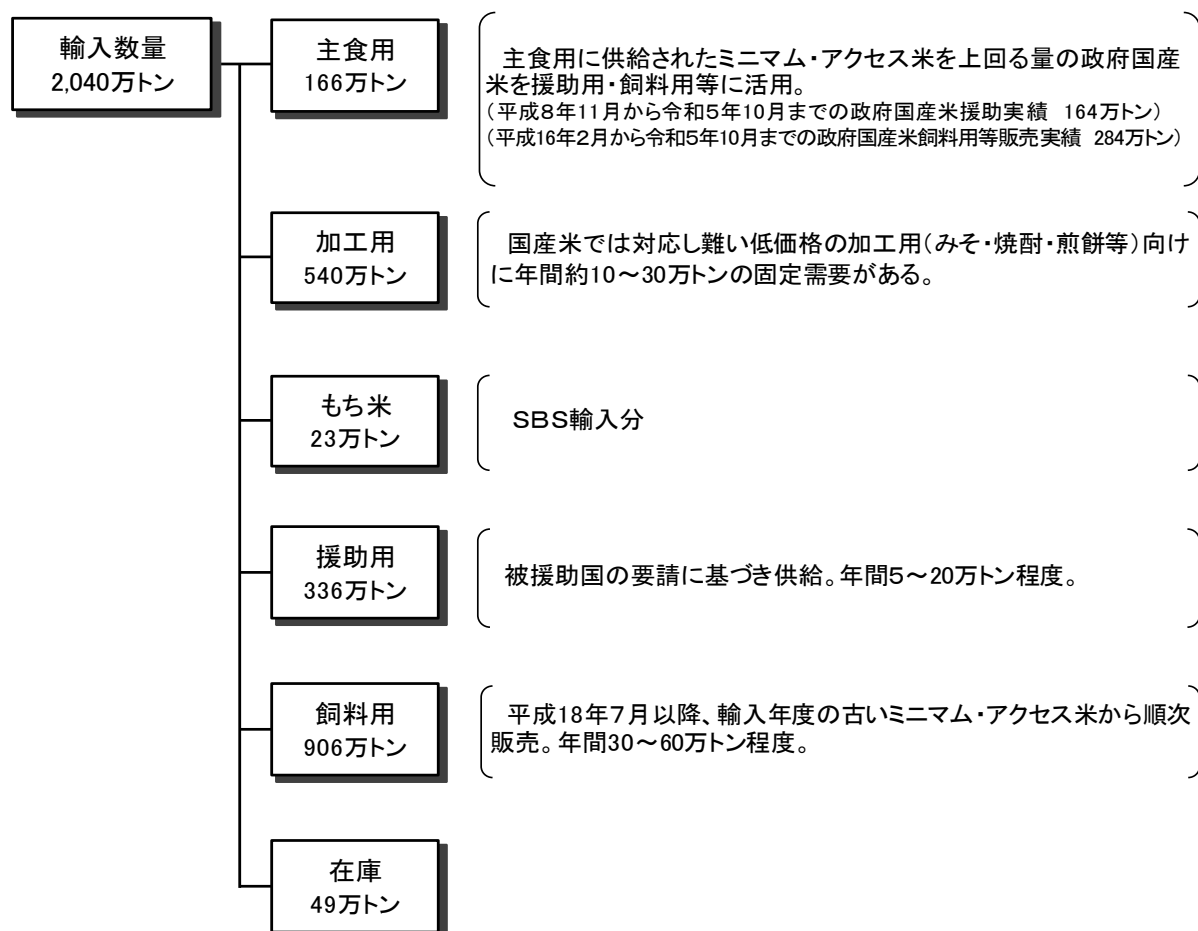 輸入数量
2,040万トン
主食用
166万トン
主食用に供給されたミニマム・アクセス米を上回る量の政府国産
米を援助用・飼料用等に活用。
(平成８年11月から令和５年10月までの政府国産米援助実績 164万トン)
(平成16年２月から令和５年10月までの政府国産米飼料用等販売実績 284万トン)
加工用
540万トン
国産米では対応し難い低価格の加工用(みそ・焼酎・煎餅等)向け
に年間約10～30万トンの固定需要がある。
もち米
23万トン
ＳＢＳ輸入分
援助用
336万トン
被援助国の要請に基づき供給。年間５～20万トン程度。
飼料用
906万トン
平成18年７月以降、輸入年度の古いミニマム・アクセス米から順次
販売。年間30～60万トン程度。
在庫
49万トン